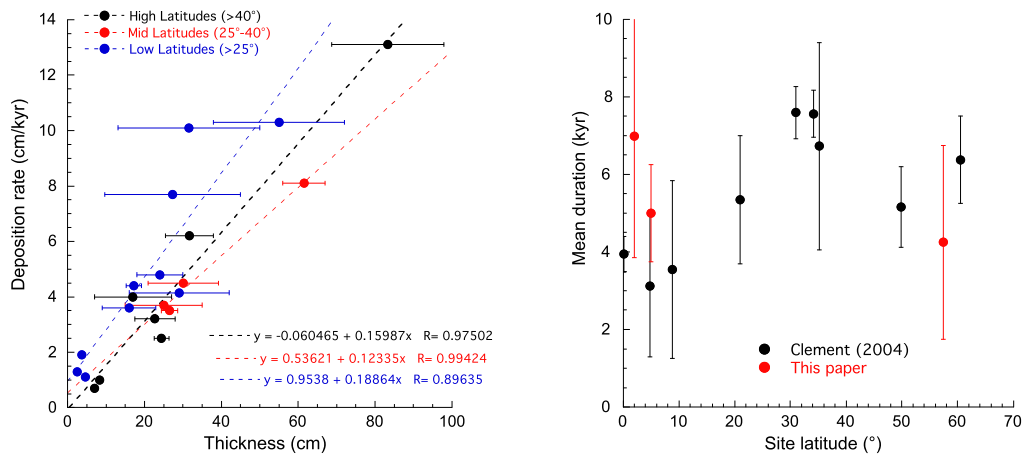 High Latitudes (>40°)
Mid Latitudes (25°-40°)
Low Latitudes (>25°)
Deposition rate (cm/kyr)
14
12
10
8
6
4
2
0
y = -0.060465 + 0.15987x R= 0.97502
y = 0.53621 + 0.12335x R= 0.99424
y = 0.9538 + 0.18864x R= 0.89635
0 20 40 60 80 100
Thickness (cm)
Mean duration (kyr)
10
8
6
4
2
0
Clement (2004)
This paper
0 10 20 30 40 50 60 70
Site latitude (°)